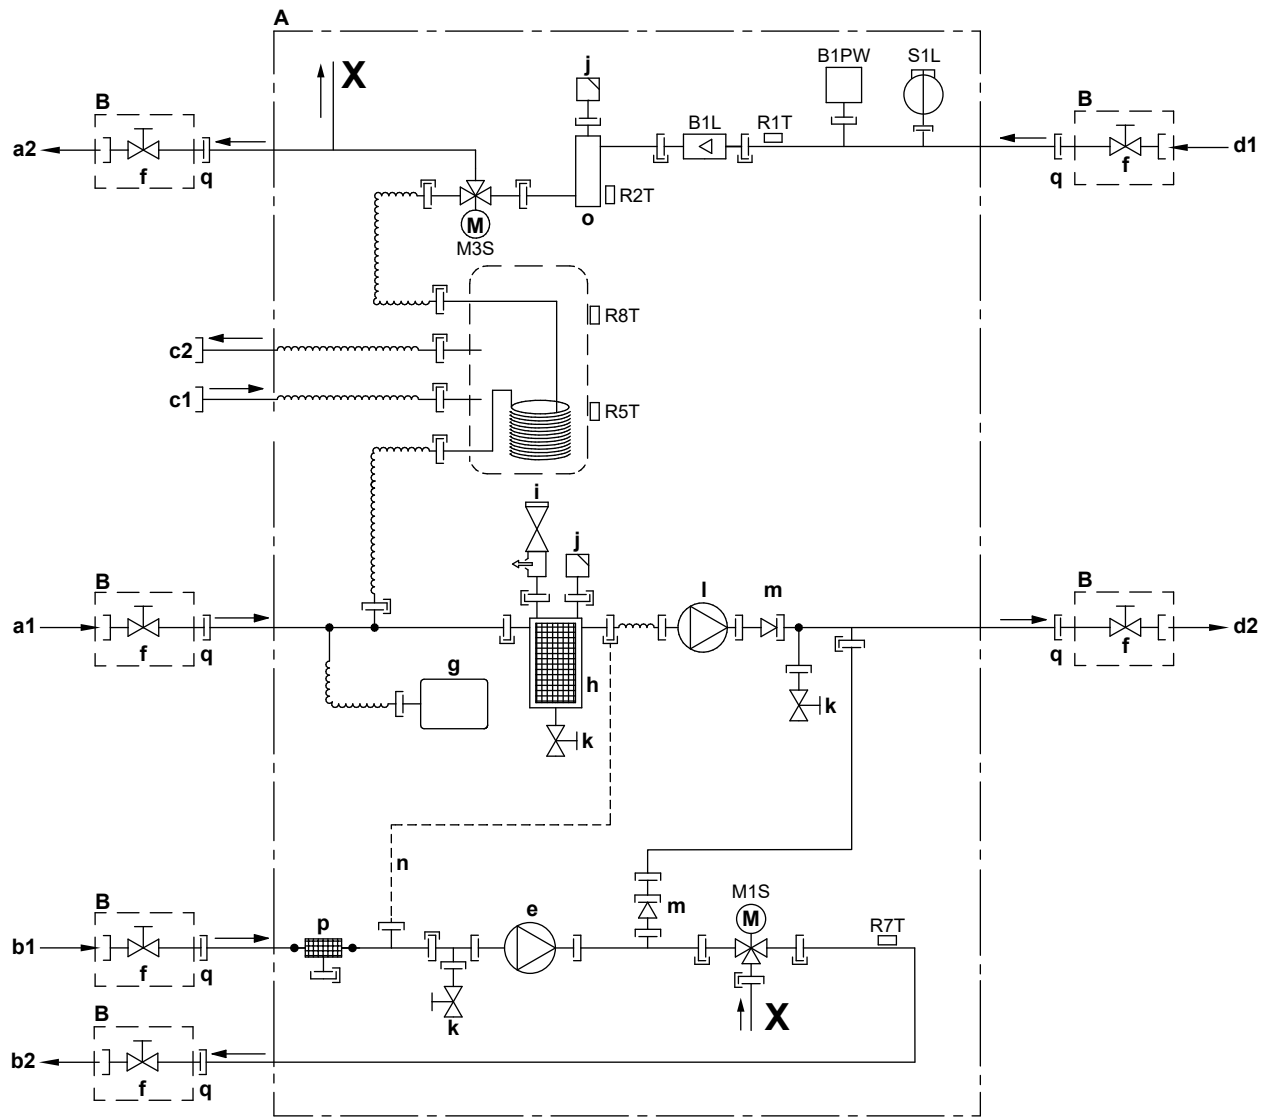 A
X
j
B1PW
S1L
B
B
a2
f
q
B1L
R1T
q
f
d1
M
M3S
o
R2T
R8T
c2
c1
R5T
i
j
B
l
m
B
a1
f
q
g
h
k
k
q
f
d2
n
B
p
e
m
M1S
M
R7T
b1
f
q
k
X
B
b2
f
q